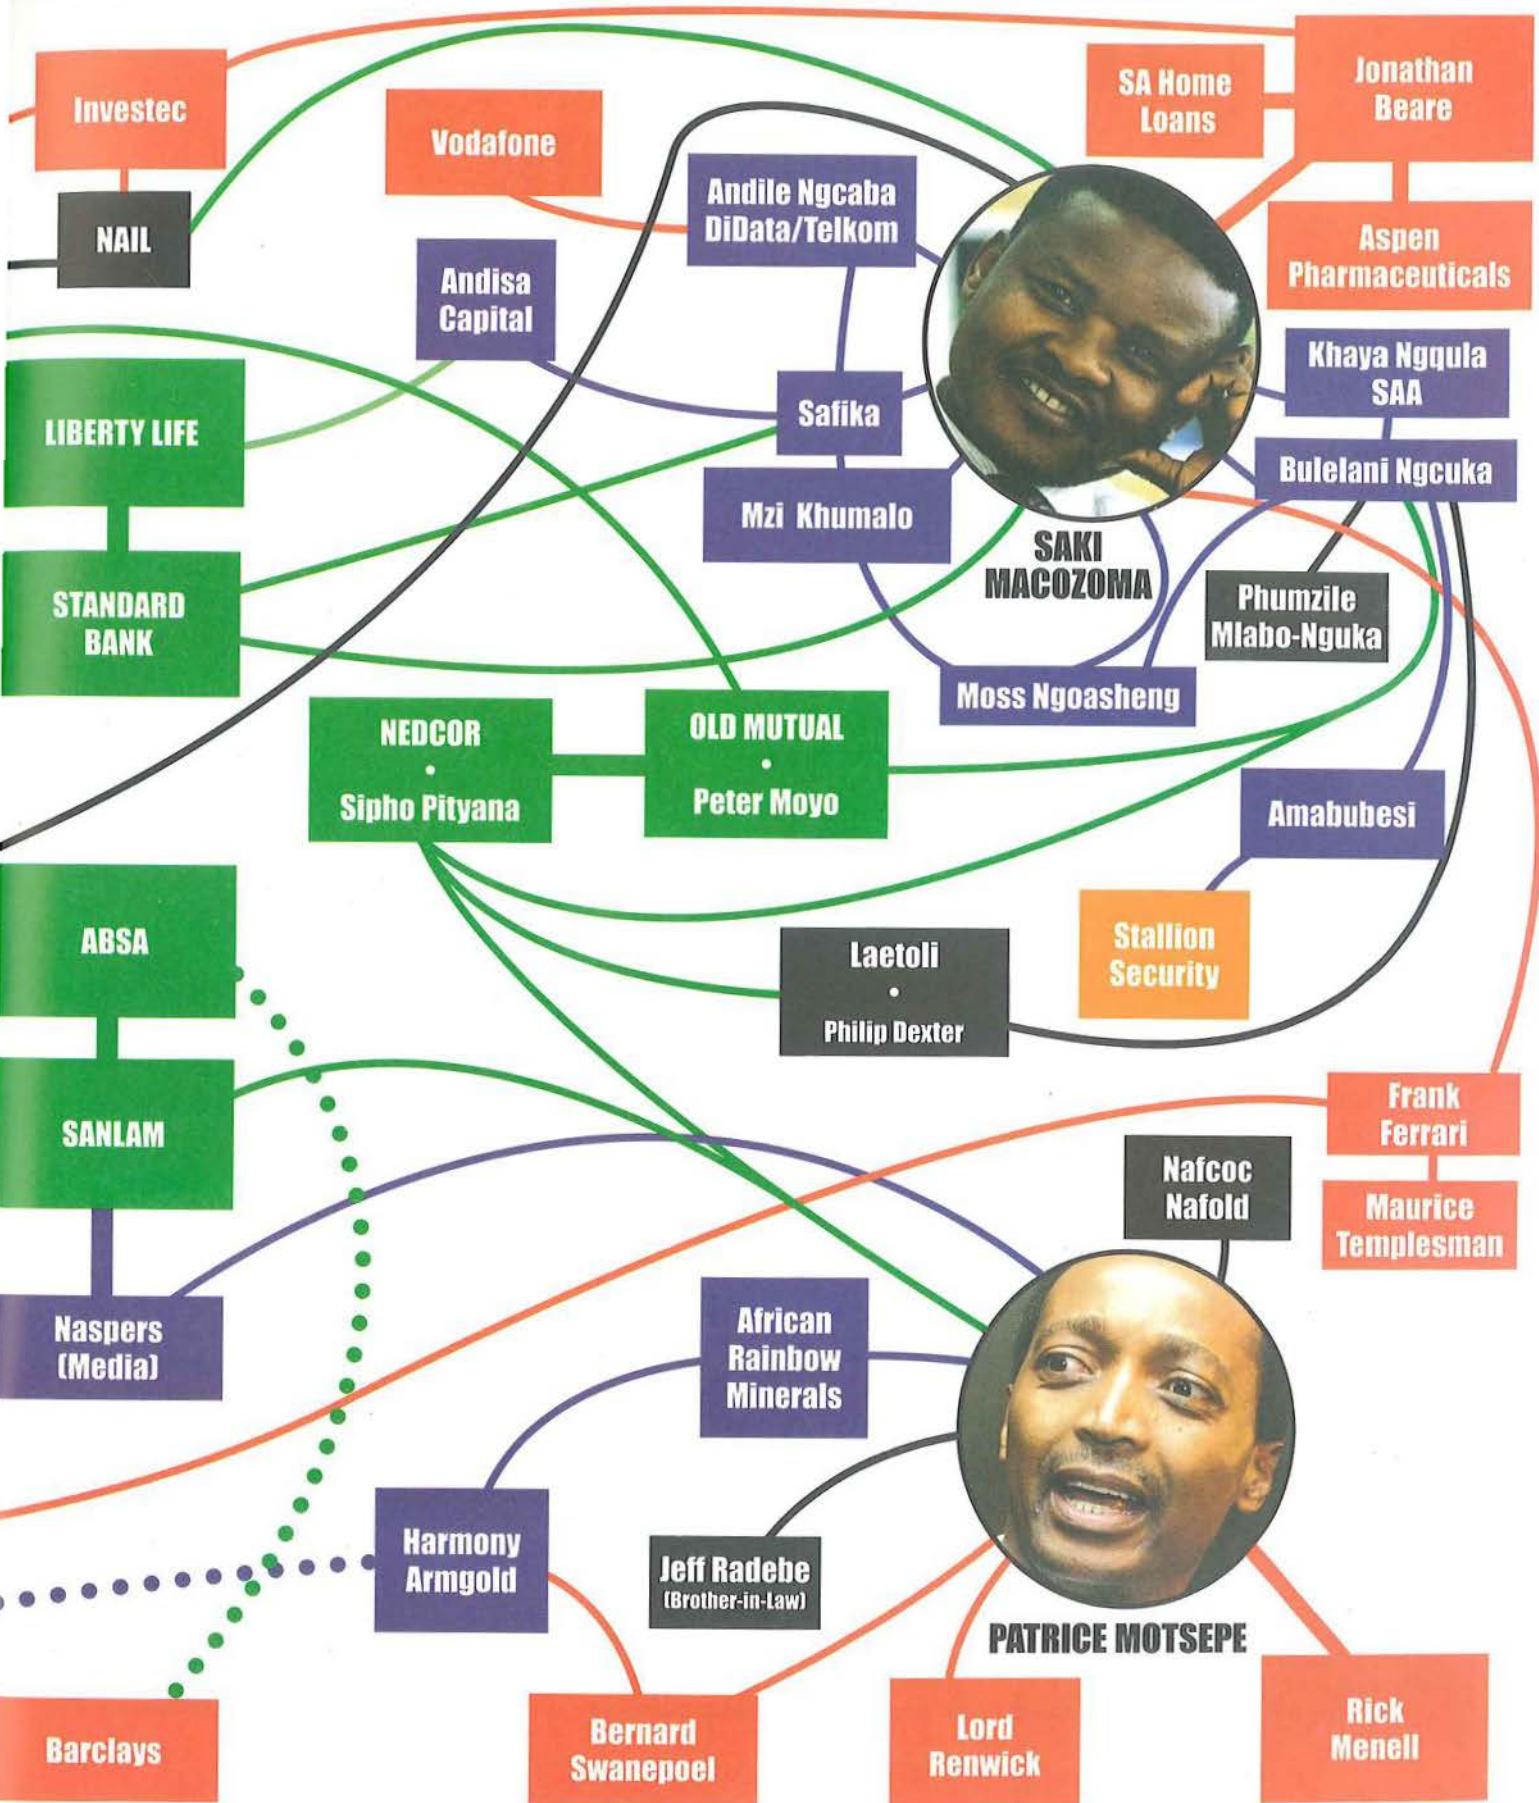 Investec
NAIL
Vodafone
Andile Ngcaba
DiData/Telkom
SA Home
Loans
Jonathan
Beare
Aspen
Pharmaceuticals
Andisa
Capital
Safika
Khaya Ngqula
SAA
Bulelani Ngcuka
LIBERTY LIFE
STANDARD
BANK
Mzi Khumalo
SAKI
MACOZOMA
Phumzile
Mlabo-Nguka
Moss Ngoasheng
NEDCOR
•
Sipho Pityana
OLD MUTUAL
•
Peter Moyo
Amabubesi
Stallion
Security
ABSA
Laetoli
•
Philip Dexter
SANLAM
Frank
Ferrari
Maurice
Templesman
Nafcoc
Nafold
Naspers
(Media)
African
Rainbow
Minerals
Harmony
Armgold
Jeff Radebe
(Brother-in-Law)
PATRICE MOTSEPE
Barclays
Bernard
Swanepoel
Lord
Renwick
Rick
Menell